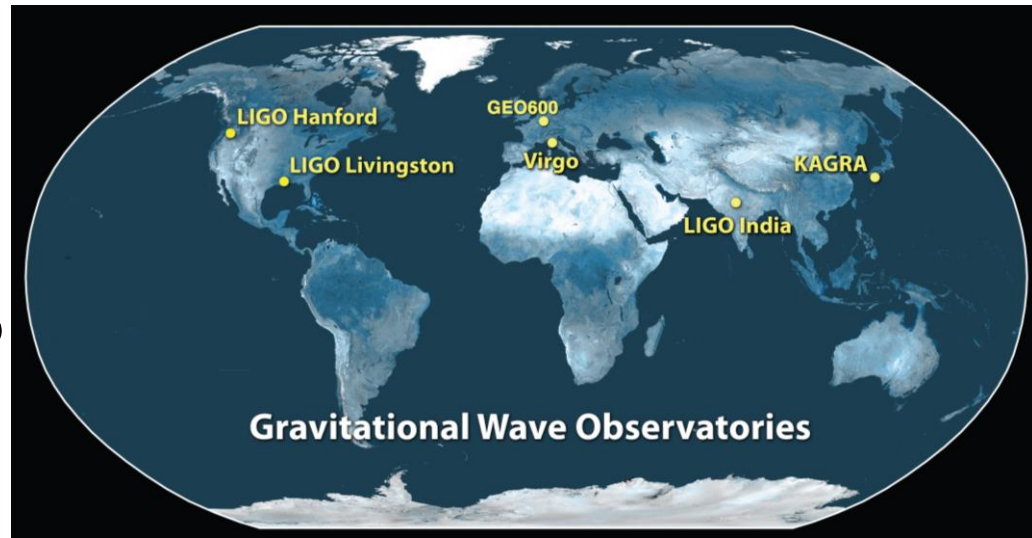 LIGO Hanford
GEO600
LIGO Livingston
Virgo
KAGRA
LIGO India
Gravitational Wave Observatories
)